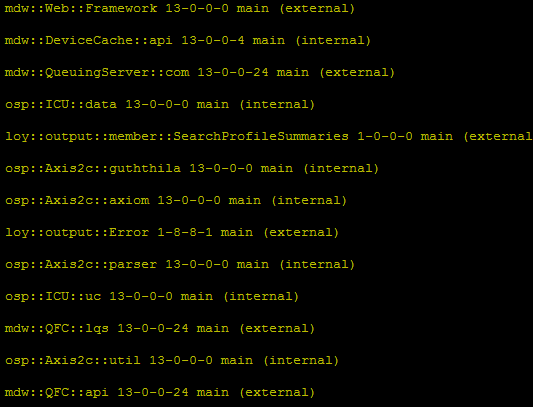 mdw::Web::Framework 13-0-0-0 main (external)
mdw::DeviceCache::api 13-0-0-4 main (internal)
mdw::QueuingServer::com 13-0-0-24 main (external)
osp::ICU::data 13-0-0-0 main (internal)
loy::output::member::SearchProfileSummaries 1-0-0-0 main (external
osp::Axis2c::guththila 13-0-0-0 main (internal)
osp::Axis2c::axiom 13-0-0-0 main (internal)
loy::output::Error 1-8-8-1 main (external)
osp::Axis2c::parser 13-0-0-0 main (internal)
osp::ICU::uc 13-0-0-0 main (internal)
mdw::QFC::lqs 13-0-0-24 main (external)
osp::Axis2c::util 13-0-0-0 main (internal)
mdw::QFC::api 13-0-0-24 main (external)